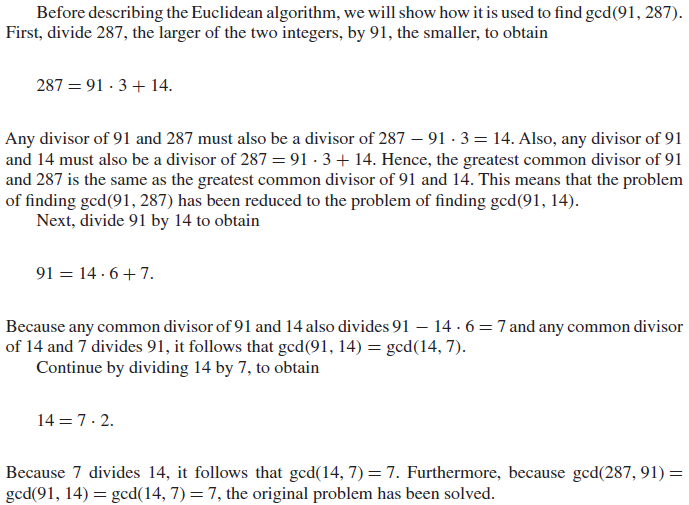 Before describing the Euclidean algorithm, we will show how it is used to find gcd(91, 287).
First, divide 287, the larger of the two integers, by 91, the smaller, to obtain
287 = 91 · 3 + 14.
Any divisor of 91 and 287 must also be a divisor of 287 − 91 · 3 = 14. Also, any divisor of 91
and 14 must also be a divisor of 287 = 91 · 3 + 14. Hence, the greatest common divisor of 91
and 287 is the same as the greatest common divisor of 91 and 14. This means that the problem
of finding gcd(91, 287) has been reduced to the problem of finding gcd(91, 14).
Next, divide 91 by 14 to obtain
91 = 14 · 6 + 7.
Because any common divisor of 91 and 14 also divides 91 − 14 · 6 = 7 and any common divisor
of 14 and 7 divides 91, it follows that gcd(91, 14) = gcd(14, 7).
Continue by dividing 14 by 7, to obtain
14 = 7 · 2.
Because 7 divides 14, it follows that gcd(14, 7) = 7. Furthermore, because gcd(287, 91) =
gcd(91, 14) = gcd(14, 7) = 7, the original problem has been solved.